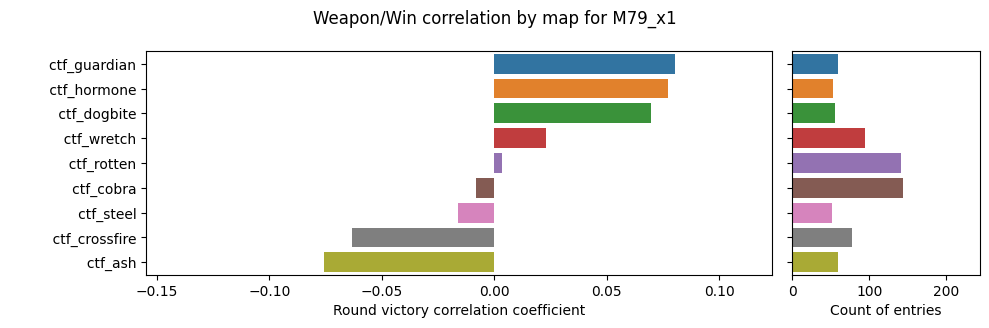 Weapon/Win correlation by map for M79_x1
ctf_guardian
ctf_hormone
ctf_dogbite
ctf_wretch
ctf_rotten
ctf_cobra
ctf_steel
ctf_crossfire
ctf_ash
−0.15 −0.10 −0.05 0.00 0.05 0.10
Round victory correlation coefficient
0 100 200
Count of entries